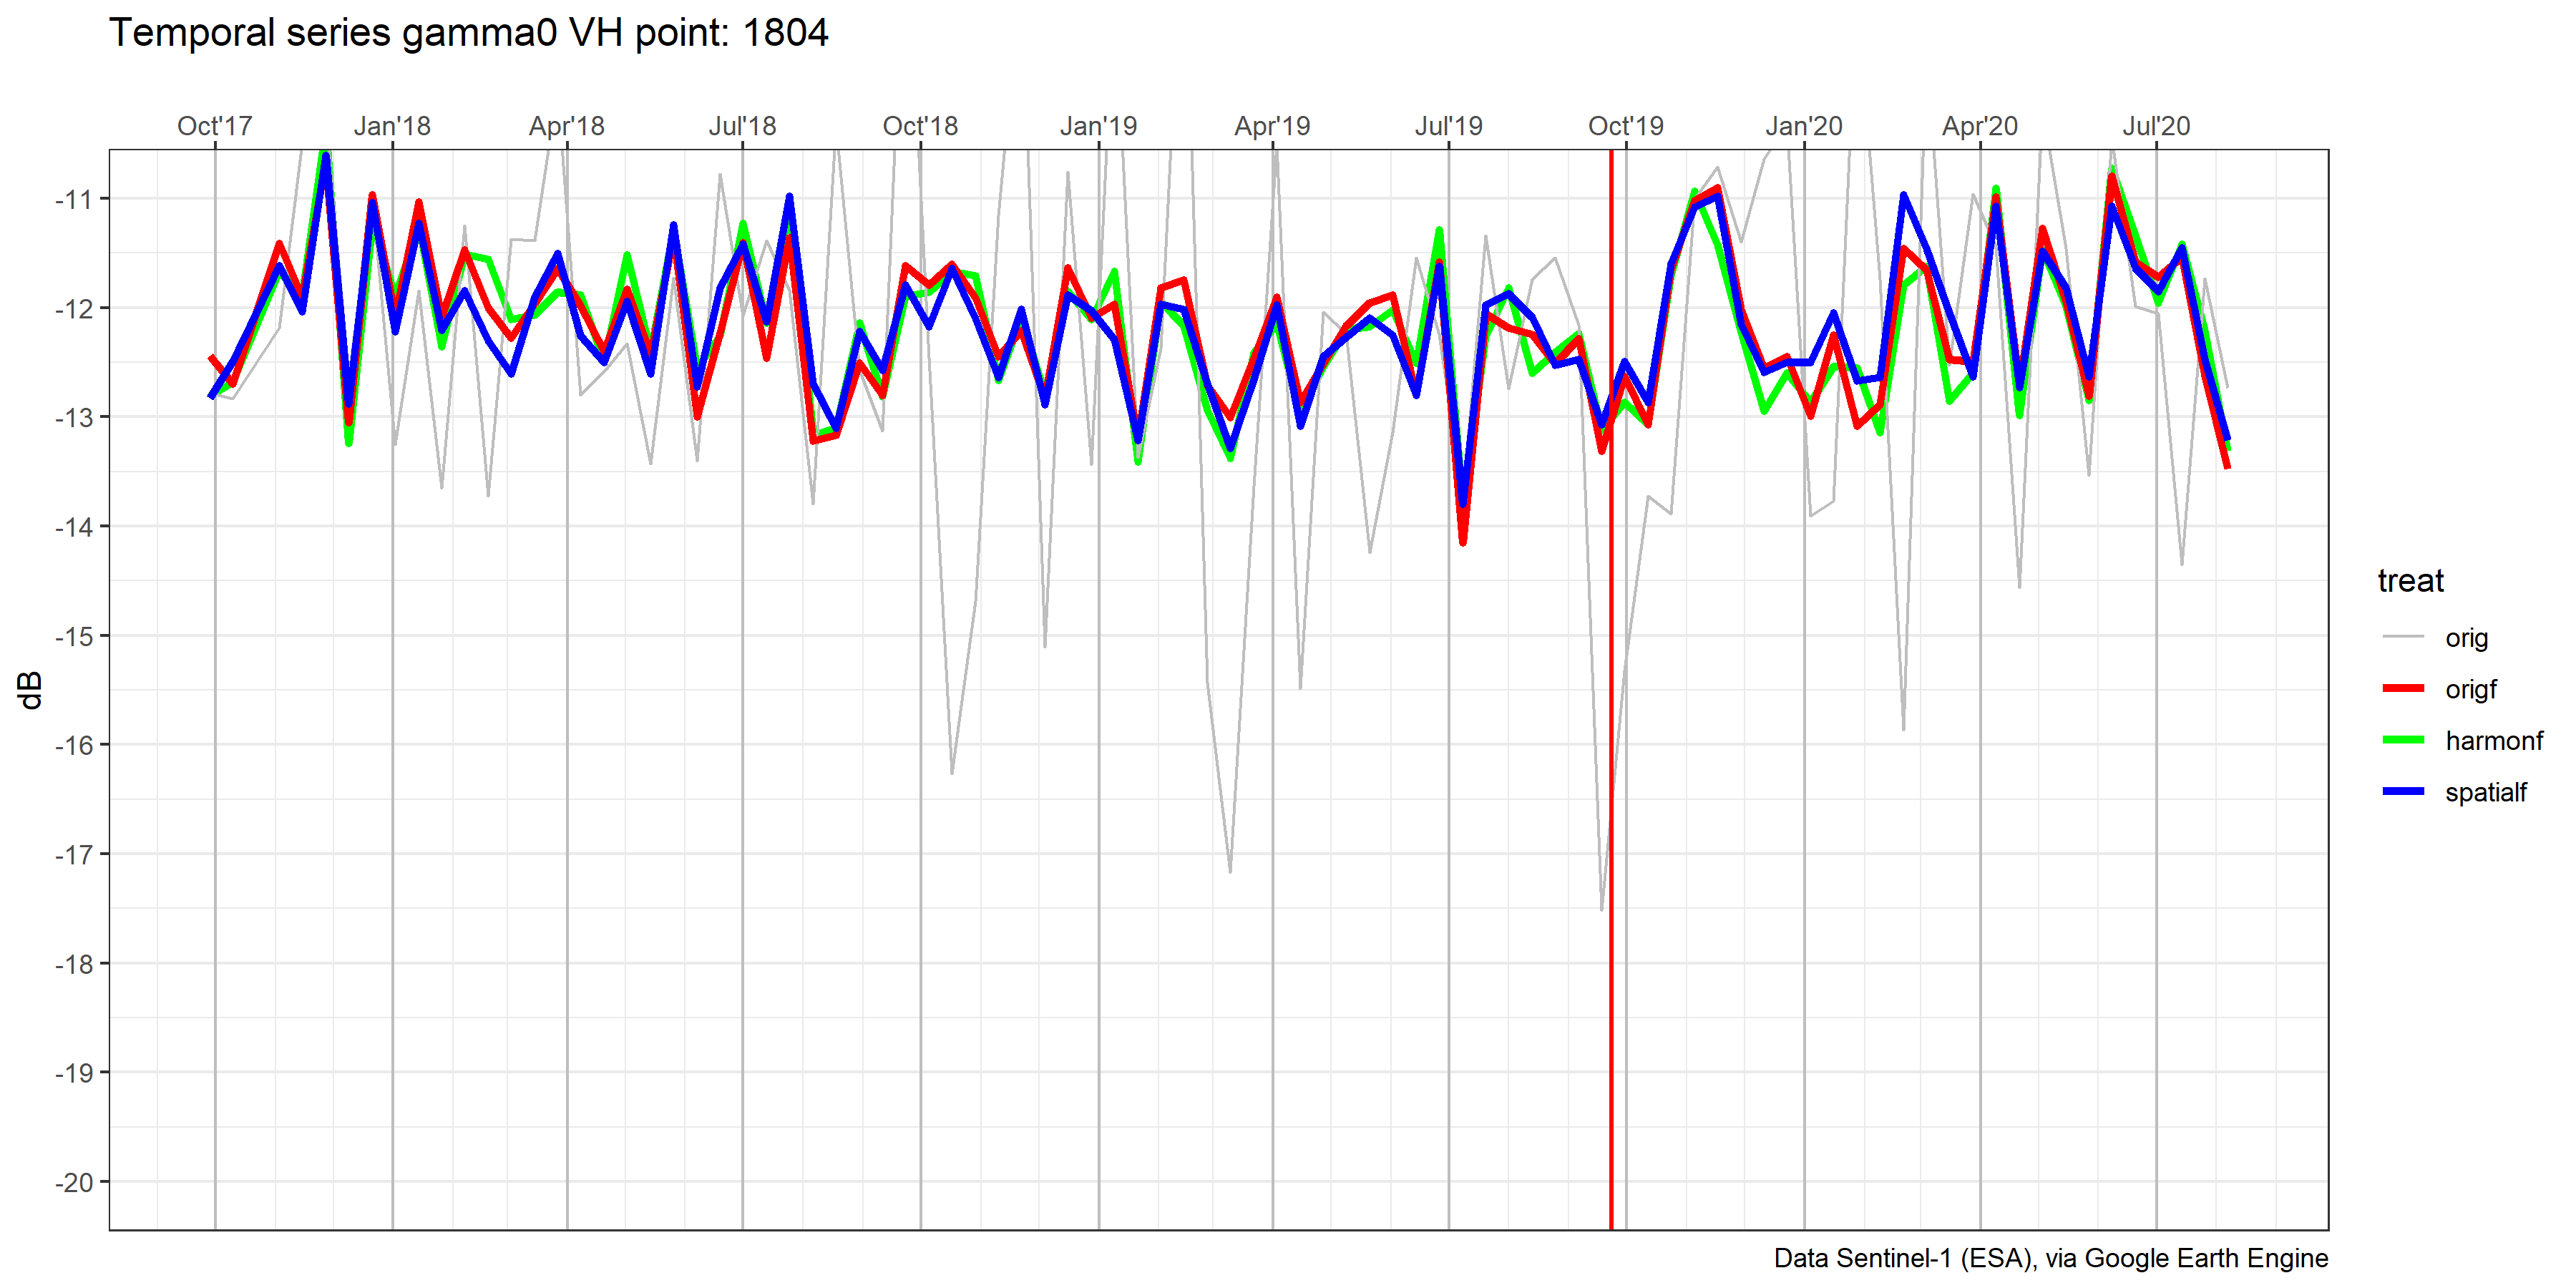 Temporal series gamma0 VH point: 1804
Oct'17 Jan'18 Apr'18 Jul'18 Oct'18 Jan'19 Apr'19 Jul'19 Oct'19 Jan'20 Apr'20 Jul'20
-11
-12
-13
-14
-15
-16
-17
-18
-19
-20
dB
treat
orig
origf
harmonf
spatialf
Data Sentinel-1 (ESA), via Google Earth Engine